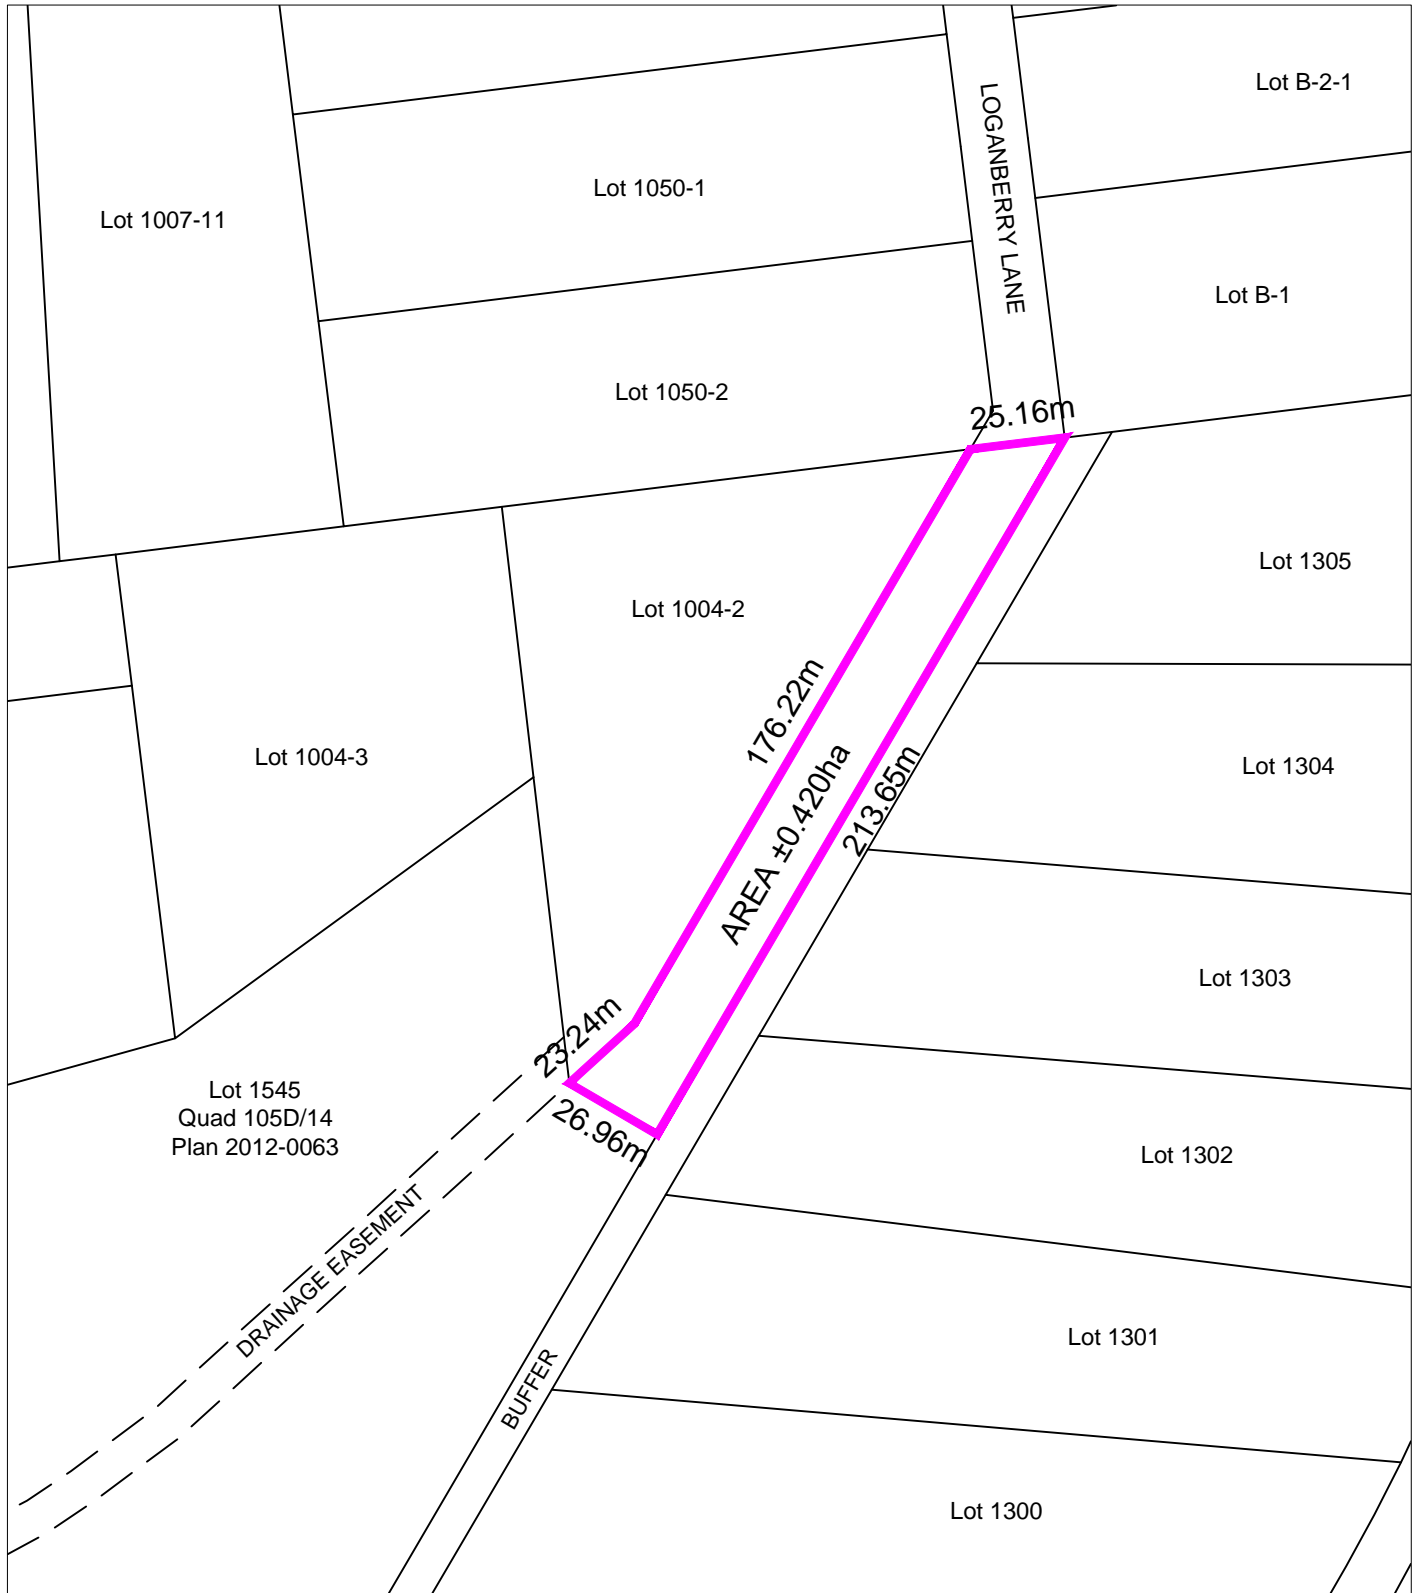 Lot B-2-1
LOGANBERRY LANE
Lot 1050-1
Lot 1007-11
Lot B-1
Lot 1050-2
25.16m
Lot 1305
Lot 1004-2
176.22m
Lot 1004-3
Lot 1304
213.65m
AREA ±0.420ha
Lot 1303
23.24m
Lot 1545
Quad 105D/14
Plan 2012-0063
26.96m
Lot 1302
DRAINAGE EASEMENT
Lot 1301
BUFFER
Lot 1300